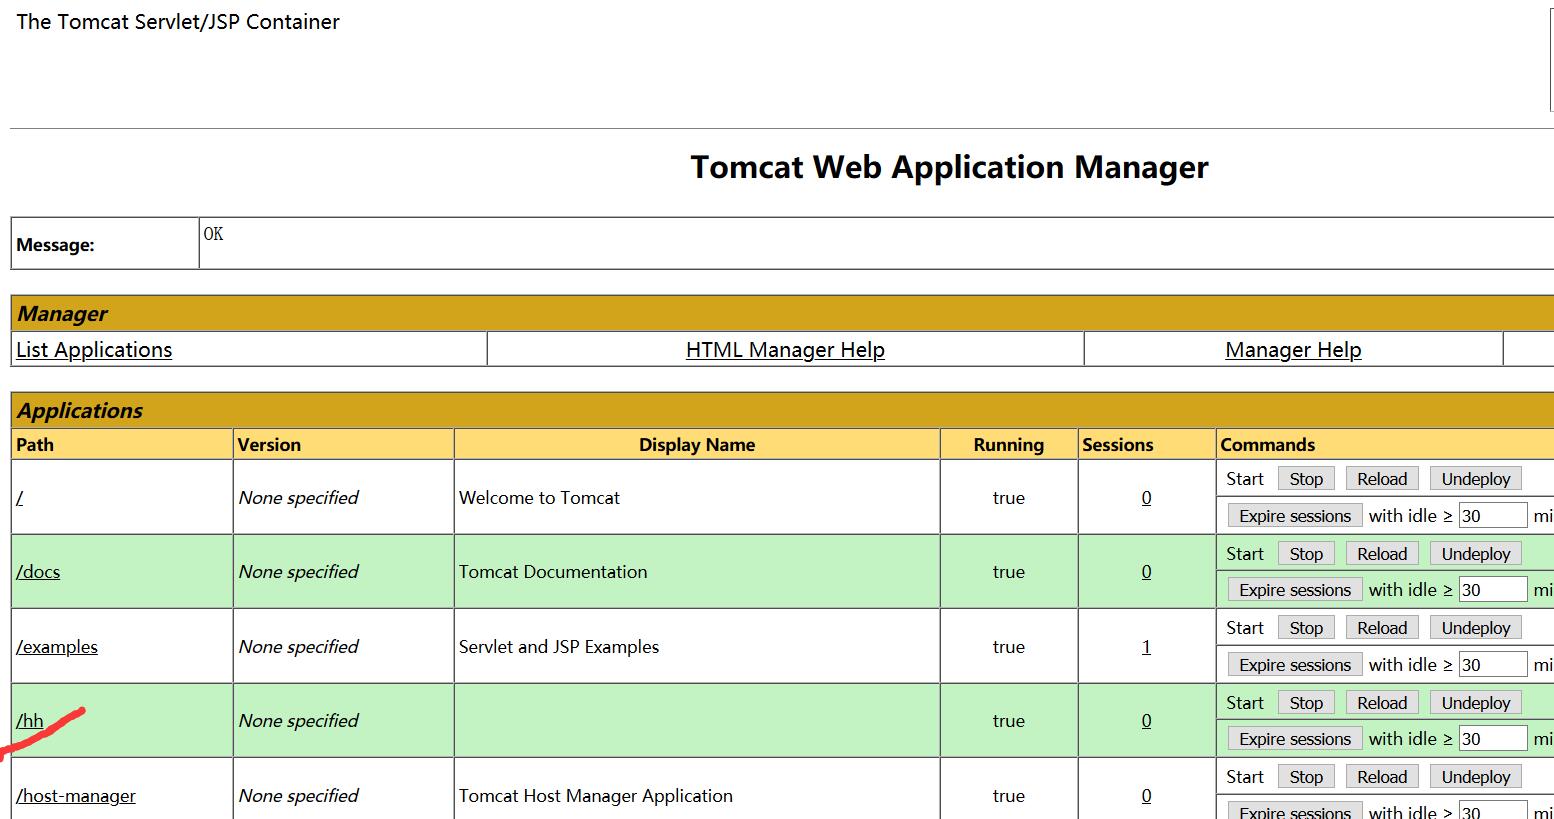 The Tomcat Servlet/JSP Container
Tomcat Web Application Manager
Message: OK
Manager
List Applications HTML Manager Help Manager Help
Applications
Path Version Display Name Running Sessions Commands
/ None specified Welcome to Tomcat true 0 Start Stop Reload Undeploy
Expire sessions with idle ≥ 30 mi
/docs None specified Tomcat Documentation true 0 Start Stop Reload Undeploy
Expire sessions with idle ≥ 30 mi
/examples None specified Servlet and JSP Examples true 1 Start Stop Reload Undeploy
Expire sessions with idle ≥ 30 mi
/hh None specified true 0 Start Stop Reload Undeploy
Expire sessions with idle ≥ 30 mi
/host-manager None specified Tomcat Host Manager Application true 0 Start Stop Reload Undeploy
Expire sessions with idle ≥ 30 mi